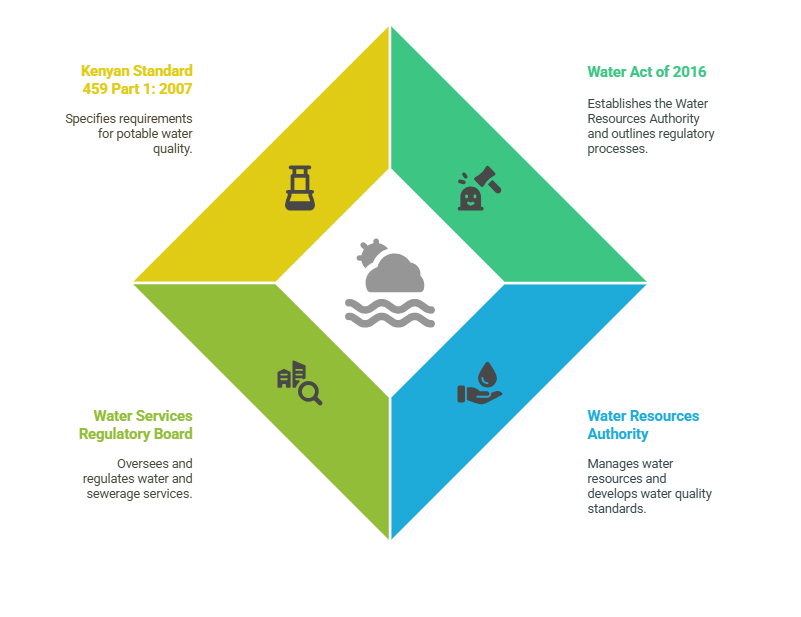 Kenyan Standard
459 Part 1: 2007
Specifies requirements
for potable water
quality.
Water Act of 2016
Establishes the Water
Resources Authority
and outlines regulatory
processes.
Water Services
Regulatory Board
Oversees and
regulates water and
sewerage services.
Water Resources
Authority
Manages water
resources and
develops water quality
standards.